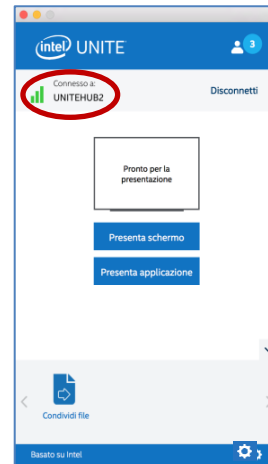 intel UNITE
3
Connesso a:
UNITEHUB2
Disconnetti
Pronto per la
presentazione
Presenta schermo
Presenta applicazione
Condividi file
Basato su Intel